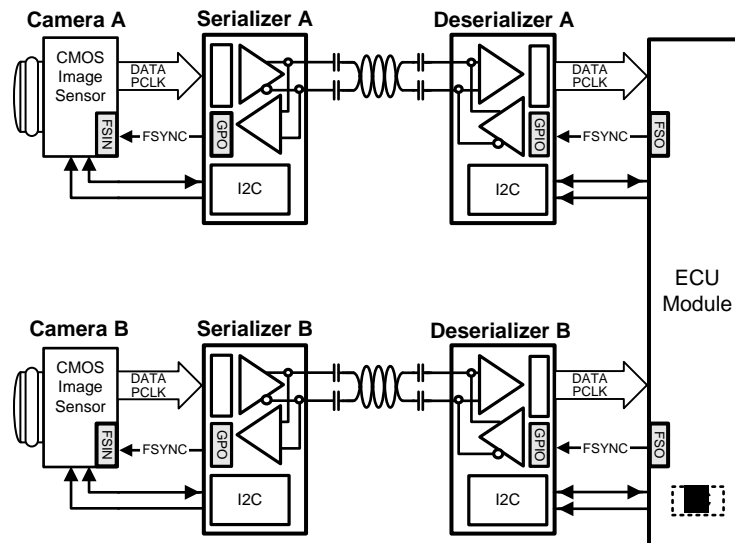 Camera A
Serializer A
Deserializer A
CMOS
Image
Sensor
DATA
PCLK
DATA
PCLK
FSIN
FSYNC
GPO
GPIO
FSYNC
FSO
I2C
I2C
ECU
Module
Camera B
Serializer B
Deserializer B
CMOS
Image
Sensor
DATA
PCLK
DATA
PCLK
FSIN
FSYNC
GPO
GPIO
FSYNC
FSO
I2C
I2C